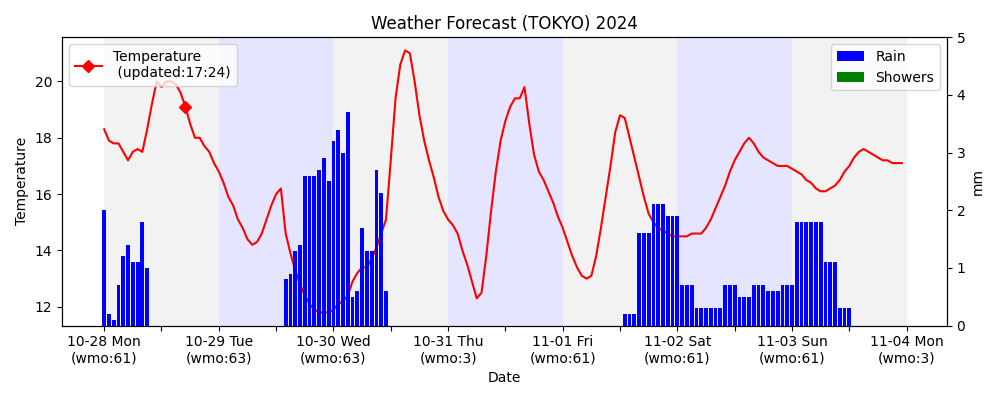 Weather Forecast (TOKYO) 2024
Temperature
(updated:17:24)
Rain
Showers
Temperature
20
18
16
14
12
5
4
3
2
1
0
mm
10-28 Mon
(wmo:61)
10-29 Tue
(wmo:63)
10-30 Wed
(wmo:63)
10-31 Thu
(wmo:3)
11-01 Fri
(wmo:61)
11-02 Sat
(wmo:61)
11-03 Sun
(wmo:61)
11-04 Mon
(wmo:3)
Date